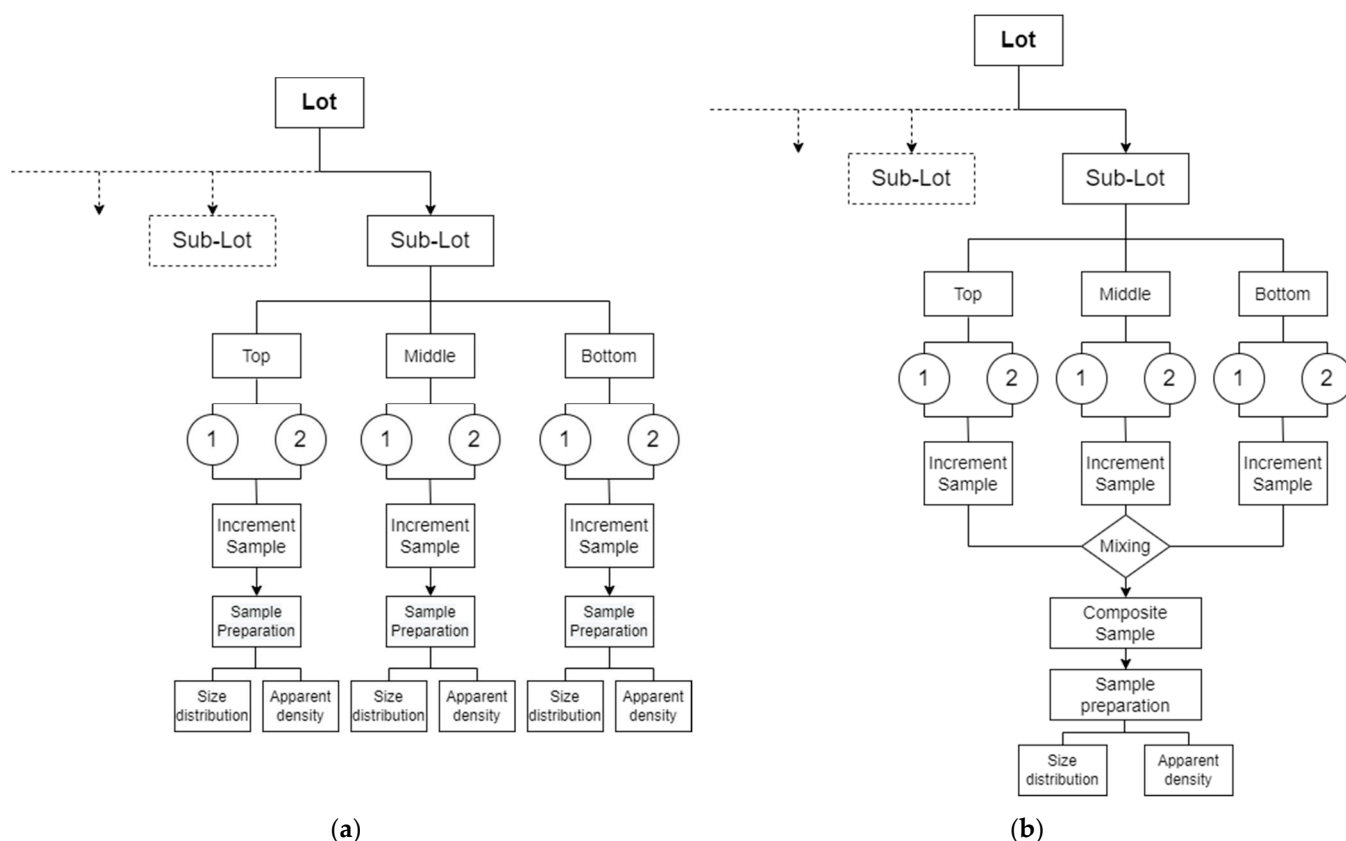 Lot
Sub-Lot
Sub-Lot
Top
Middle
Bottom
1
2
1
2
1
2
Increment
Sample
Increment
Sample
Increment
Sample
Sample
Preparation
Sample
Preparation
Sample
Preparation
Size
distribution
Apparent
density
Size
distribution
Apparent
density
Size
distribution
Apparent
density
(a)
Lot
Sub-Lot
Sub-Lot
Top
Middle
Bottom
1
2
1
2
1
2
Increment
Sample
Increment
Sample
Increment
Sample
Mixing
Composite
Sample
Sample
preparation
Size
distribution
Apparent
density
(b)